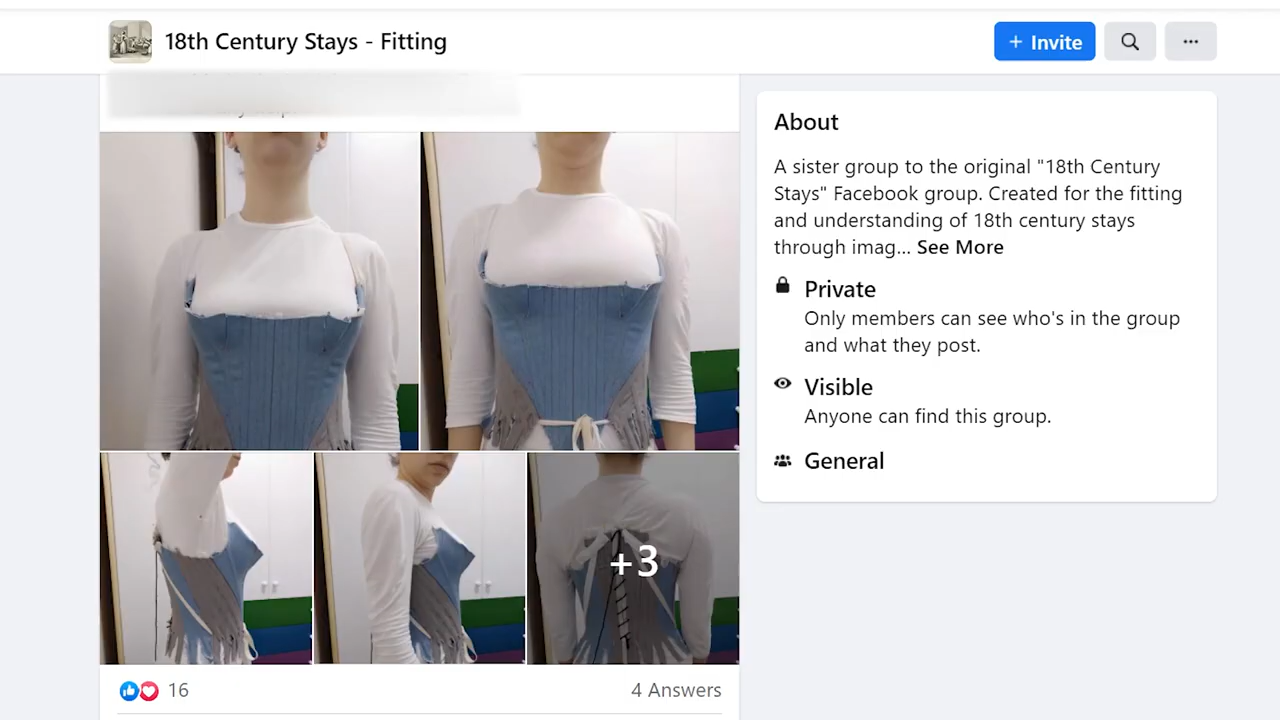 18th Century Stays - Fitting
+ Invite
...
About
A sister group to the original "18th Century
Stays" Facebook group. Created for the fitting
and understanding of 18th century stays
through imag... See More
Private
Only members can see who's in the group
and what they post.
Visible
Anyone can find this group.
General
+3
16
4 Answers